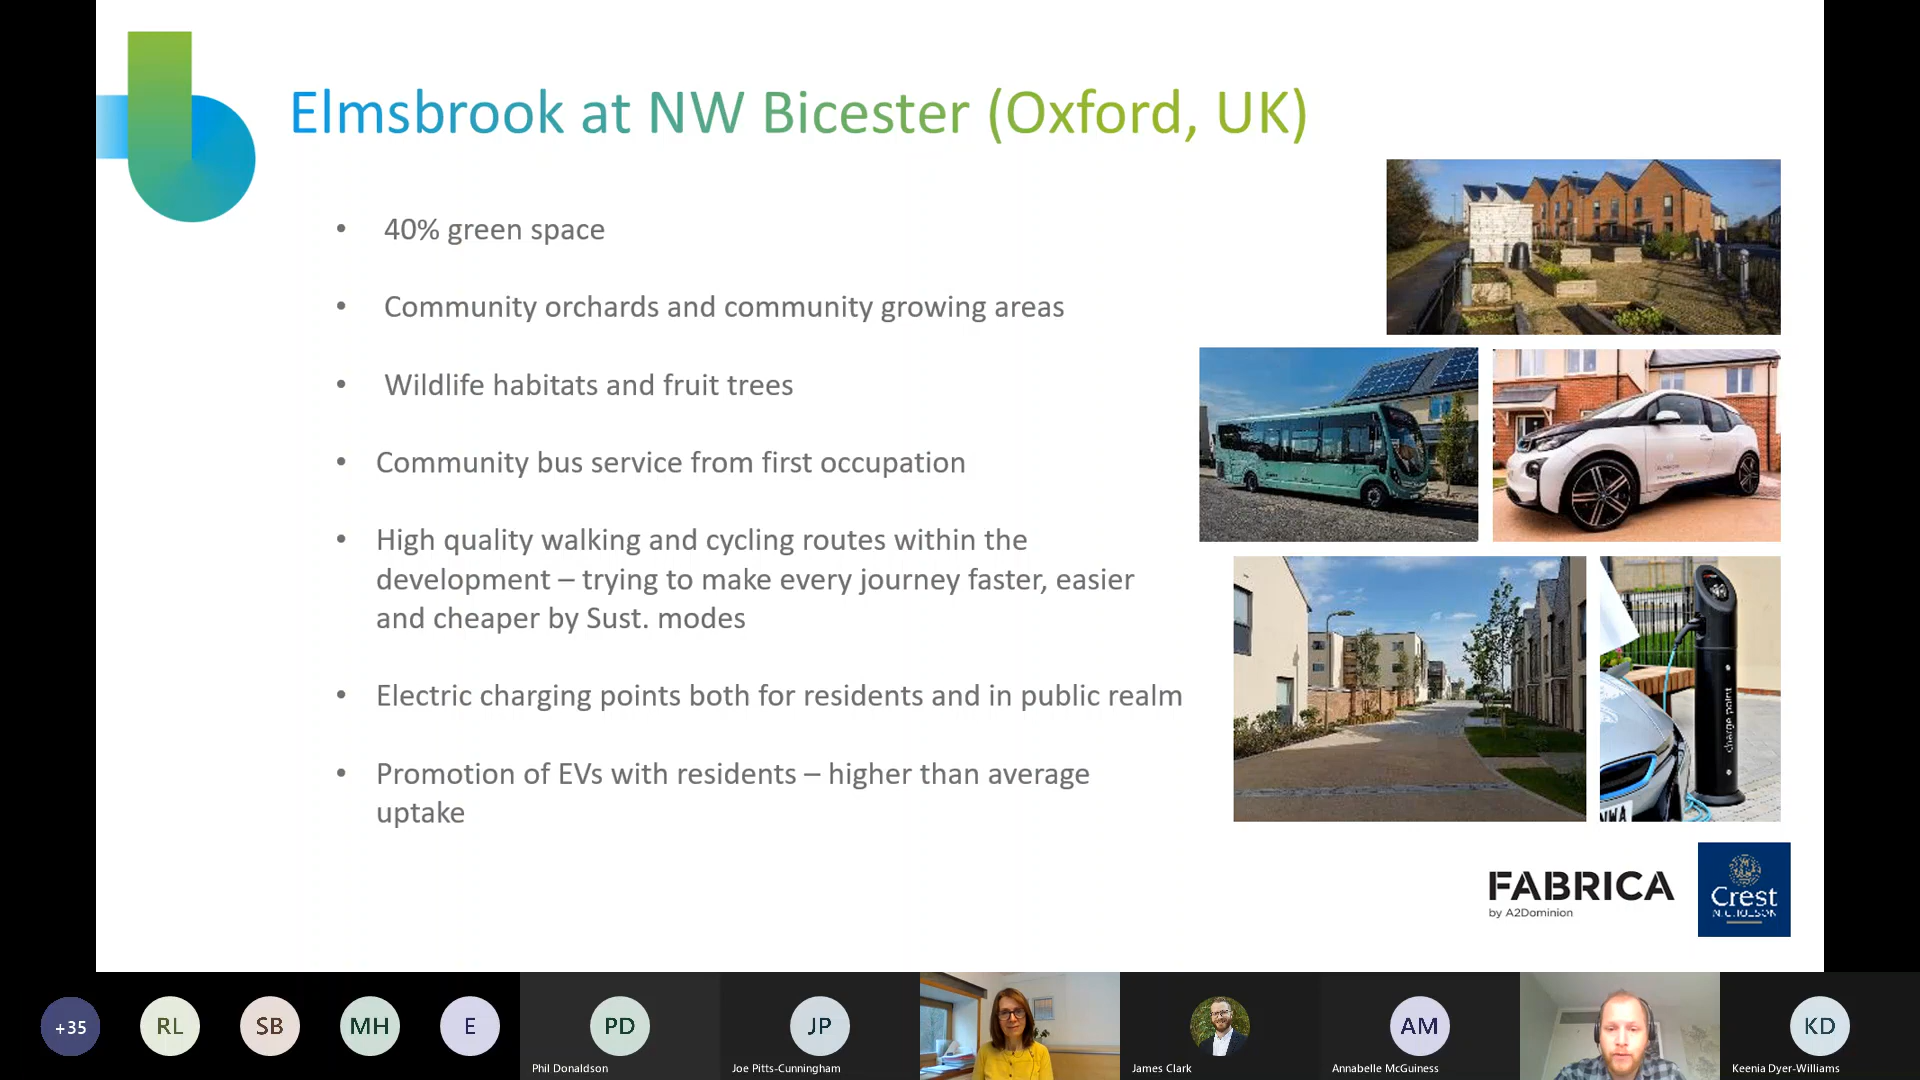 Elmsbrook at NW Bicester (Oxford, UK)
• 40% green space
• Community orchards and community growing areas
• Wildlife habitats and fruit trees
• Community bus service from first occupation
• High quality walking and cycling routes within the
development – trying to make every journey faster, easier
and cheaper by Sust. modes
• Electric charging points both for residents and in public realm
• Promotion of EVs with residents – higher than average
uptake
charge point
NWA
FABRICA
by A2Dominion
Crest
NICHOLSON
+35
RL
SB
MH
E
PD
Phil Donaldson
JP
Joe Pitts-Cunningham
James Clark
AM
Annabelle McGuiness
KD
Keenia Dyer-Williams